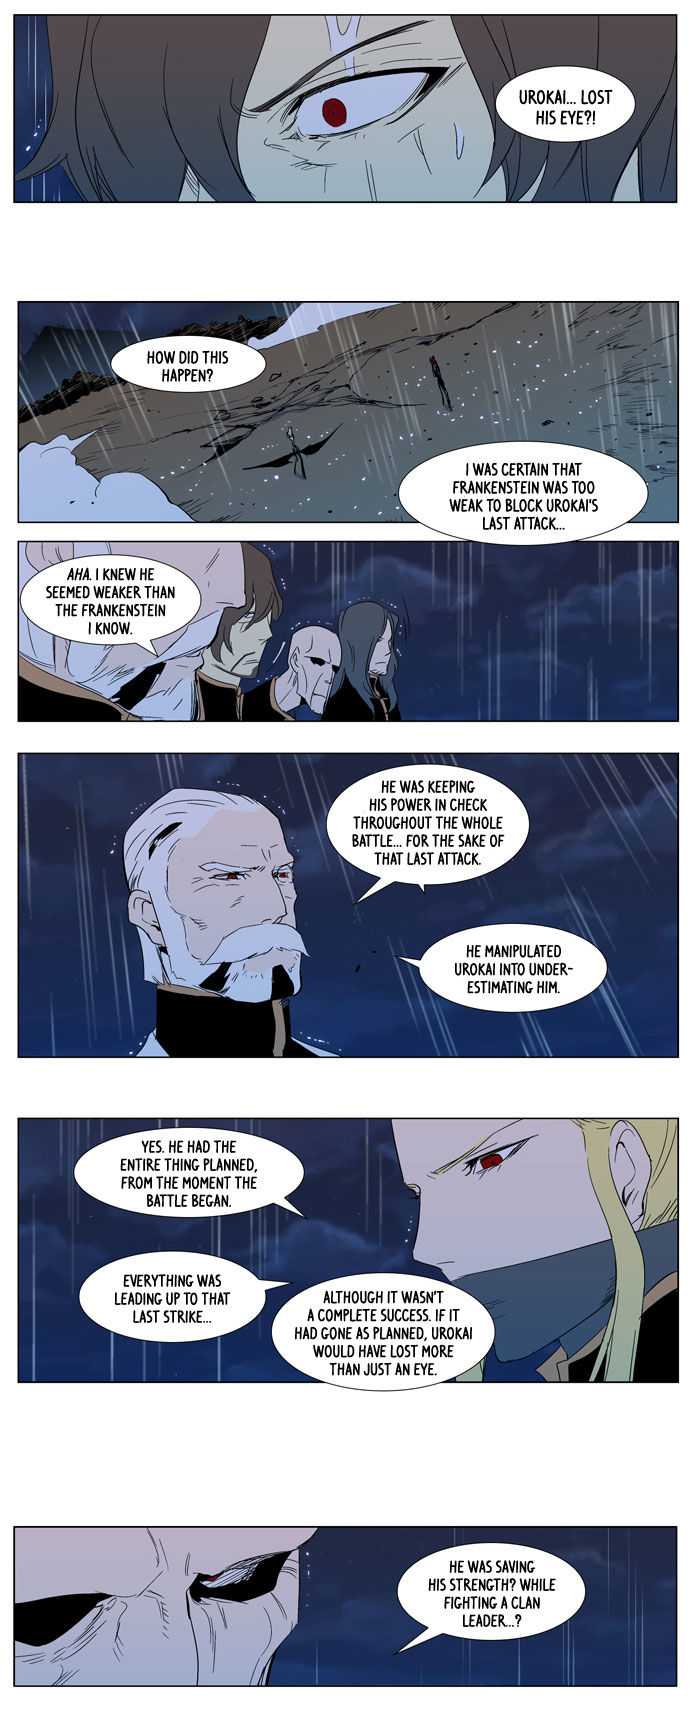 UROKAI... LOST
HIS EYE?!
HOW DID THIS
HAPPEN?
I WAS CERTAIN THAT
FRANKENSTEIN WAS TOO
WEAK TO BLOCK UROKAI'S
LAST ATTACK...
AHA. I KNEW HE
SEEMED WEAKER THAN
THE FRANKENSTEIN
I KNOW.
HE WAS KEEPING
HIS POWER IN CHECK
THROUGHOUT THE WHOLE
BATTLE... FOR THE SAKE OF
THAT LAST ATTACK.
HE MANIPULATED
UROKAI INTO UNDER-
ESTIMATING HIM.
YES. HE HAD THE
ENTIRE THING PLANNED,
FROM THE MOMENT THE
BATTLE BEGAN.
EVERYTHING WAS
LEADING UP TO THAT
LAST STRIKE...
ALTHOUGH IT WASN'T
A COMPLETE SUCCESS. IF IT
HAD GONE AS PLANNED, UROKAI
WOULD HAVE LOST MORE
THAN JUST AN EYE.
HE WAS SAVING
HIS STRENGTH? WHILE
FIGHTING A CLAN
LEADER...?